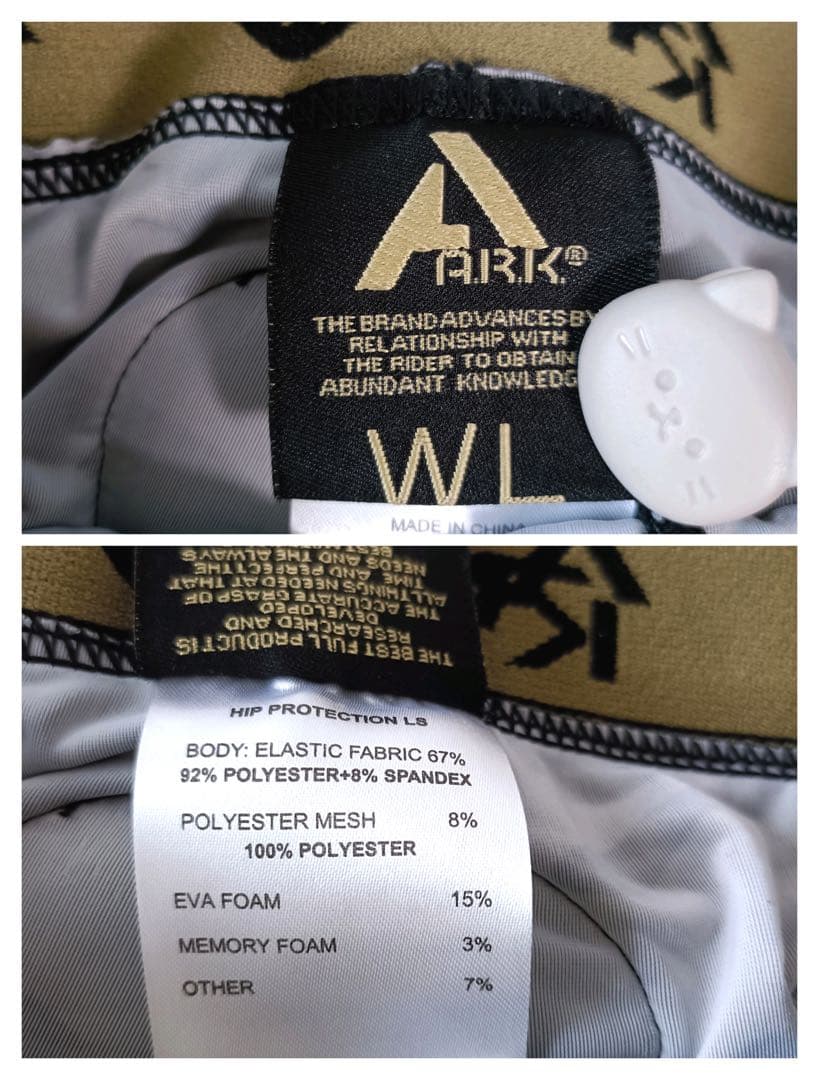 A.R.K.®
THE BRAND ADVANCES BY
RELATIONSHIP WITH
THE RIDER TO OBTAIN
ABUNDANT KNOWLEDG
WL
MADE IN CHINA
THE BEST FULL PRODUCT IS
RESEARCHED AND
DEVELOPED
THE ACCURATE GRASP OF
ALL THINGS NEEDED AT THAT
TIME AND PERFECT THE
NEEDS AND THE ALWAYS
HIP PROTECTION LS
BODY: ELASTIC FABRIC 67%
92% POLYESTER+8% SPANDEX
POLYESTER MESH 8%
100% POLYESTER
EVA FOAM 15%
MEMORY FOAM 3%
OTHER 7%